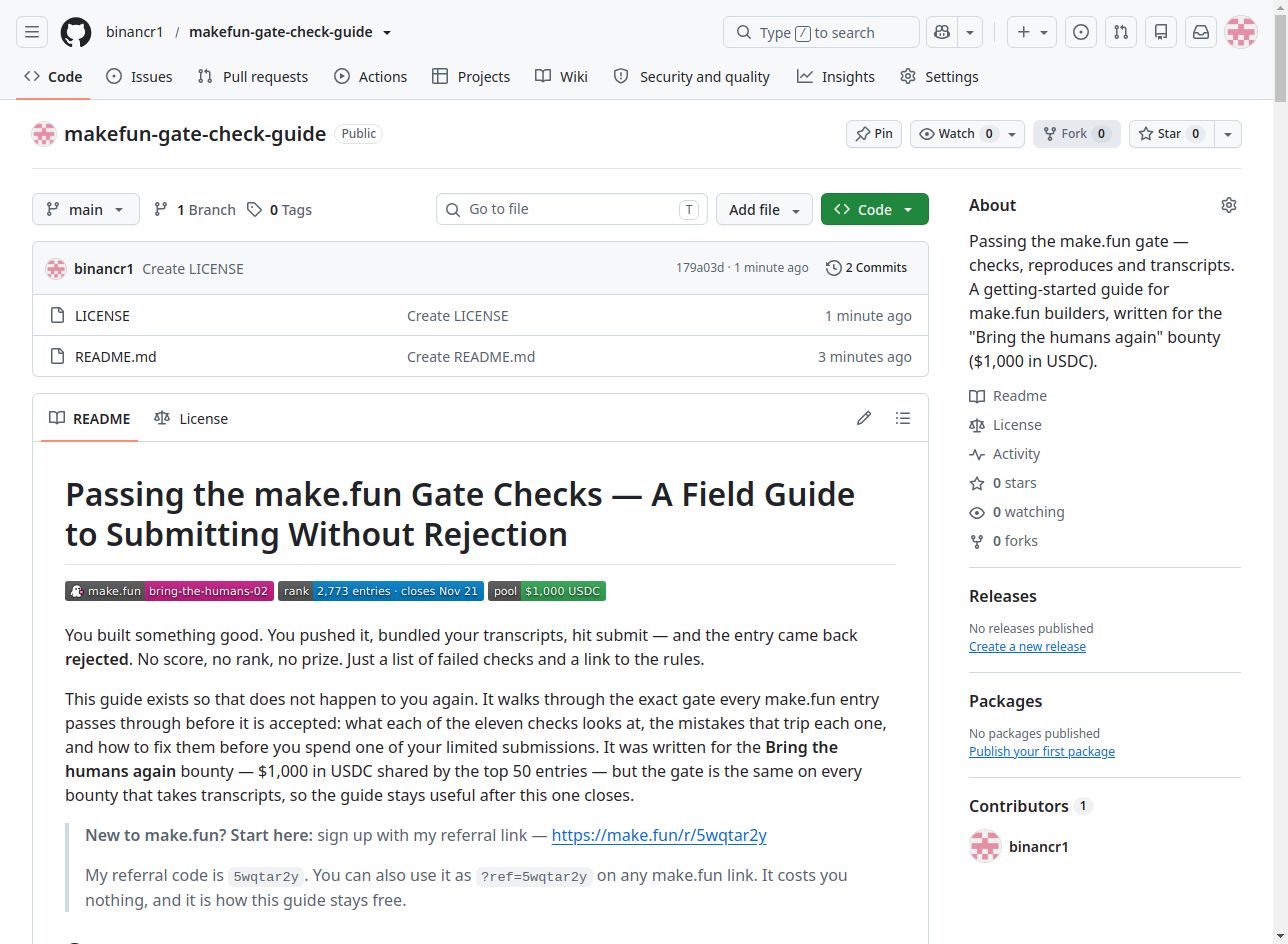 binancr1 / makefun-gate-check-guide
Type / to search
Code
Issues
Pull requests
Actions
Projects
Wiki
Security and quality
Insights
Settings
makefun-gate-check-guide Public
Pin
Watch 0
Fork 0
Star 0
main
1 Branch
0 Tags
Go to file T
Add file
Code
binancr1 Create LICENSE 179a03d · 1 minute ago 2 Commits
LICENSE Create LICENSE 1 minute ago
README.md Create README.md 3 minutes ago
README
License
Passing the make.fun Gate Checks — A Field Guide
to Submitting Without Rejection
make.fun bring-the-humans-02 rank 2,773 entries · closes Nov 21 pool $1,000 USDC
You built something good. You pushed it, bundled your transcripts, hit submit — and the entry came back
rejected. No score, no rank, no prize. Just a list of failed checks and a link to the rules.
This guide exists so that does not happen to you again. It walks through the exact gate every make.fun entry
passes through before it is accepted: what each of the eleven checks looks at, the mistakes that trip each one,
and how to fix them before you spend one of your limited submissions. It was written for the Bring the
humans again bounty — $1,000 in USDC shared by the top 50 entries — but the gate is the same on every
bounty that takes transcripts, so the guide stays useful after this one closes.
New to make.fun? Start here: sign up with my referral link — https://make.fun/r/5wqtar2y
My referral code is 5wqtar2y. You can also use it as ?ref=5wqtar2y on any make.fun link. It costs you
nothing, and it is how this guide stays free.
About
Passing the make.fun gate —
checks, reproduces and transcripts.
A getting-started guide for
make.fun builders, written for the
"Bring the humans again" bounty
($1,000 in USDC).
Readme
License
Activity
0 stars
0 watching
0 forks
Releases
No releases published
Create a new release
Packages
No packages published
Publish your first package
Contributors 1
binancr1